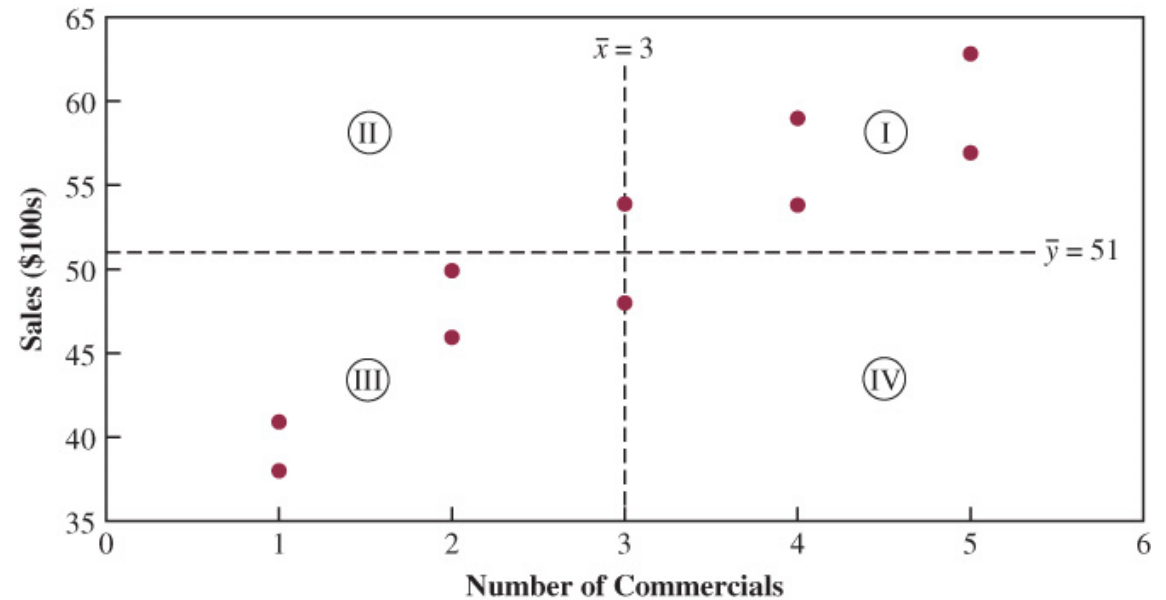 65
x̄ = 3
60
II
I
55
Sales ($100s)
ȳ = 51
50
45
III
IV
40
35
0 1 2 3 4 5 6
Number of Commercials